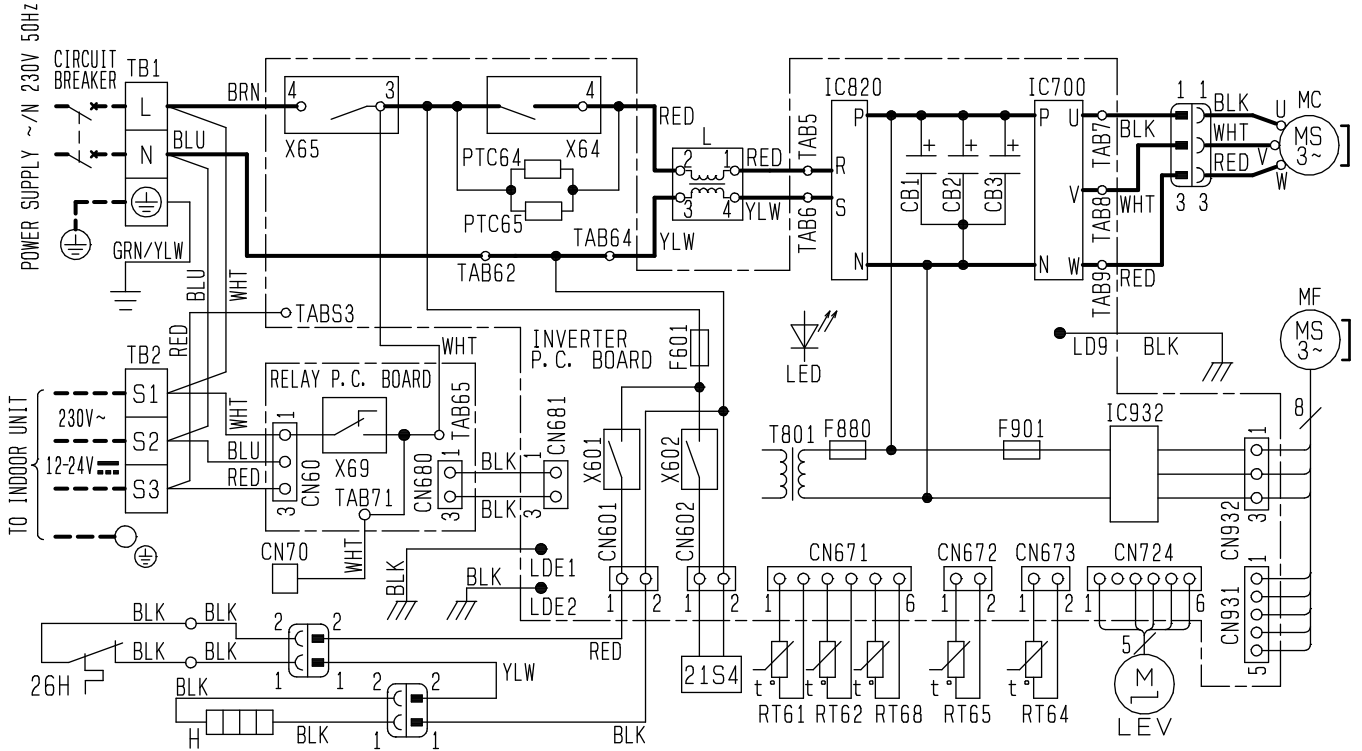 POWER SUPPLY ~/N 230V 50Hz
CIRCUIT
BREAKER
TB1
L
N
BRN
BLU
GRN/YLW
BLU
WHT
RED
4
3
X65
4
X64
PTC64
PTC65
TAB62
TAB64
RED
YLW
L
2
1
3
4
RED
YLW
TAB5
TAB6
IC820
P
R
S
N
+
+
+
CB1
CB2
CB3
IC700
P
U
V
N
W
TAB7
TAB8
TAB9
BLK
WHT
RED
1
1
3
3
BLK
WHT
RED
U
V
W
MC
MS
3~
TABS3
WHT
INVERTER
P.C. BOARD
F601
LED
LD9
BLK
MF
MS
3~
8
TO INDOOR UNIT
230V~
12-24V
TB2
S1
S2
S3
WHT
BLU
RED
RELAY P.C. BOARD
1
3
CN60
X69
TAB71
TAB65
CN680
1
3
BLK
BLK
CN681
1
3
X601
X602
T801
F880
F901
IC932
1
3
CN932
CN70
WHT
BLK
BLK
LDE1
LDE2
CN601
1
2
CN602
1
2
CN671
1
6
CN672
1
2
CN673
1
2
CN724
1
6
CN931
1
5
BLK
BLK
BLK
BLK
2
2
1
1
26H
RED
YLW
BLK
2
2
1
1
H
BLK
BLK
21S4
t°
t°
t°
t°
RT61
RT62
RT68
RT65
RT64
5
M
LEV